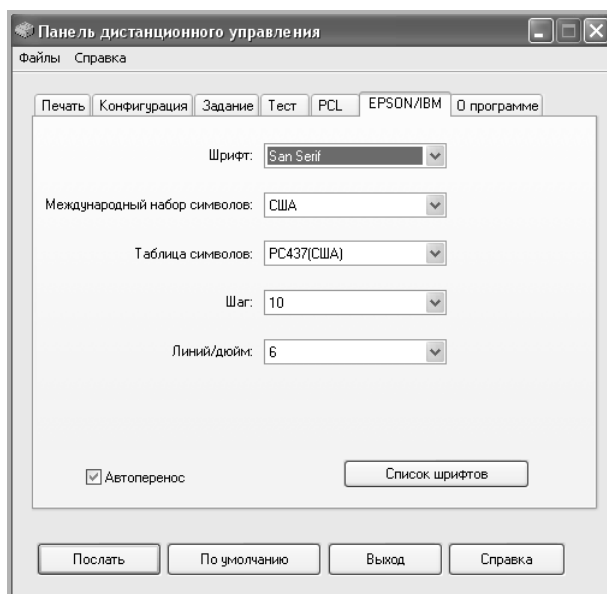 Панель дистанционного управления
Файлы Справка
Печать Конфигурация Задание Тест PCL EPSON/IBM О программе
Шрифт: San Serif
Международный набор символов: США
Таблица символов: PC437(США)
Шаг: 10
Линий/дюйм: 6
Автоперенос Список шрифтов
Послать По умолчанию Выход Справка